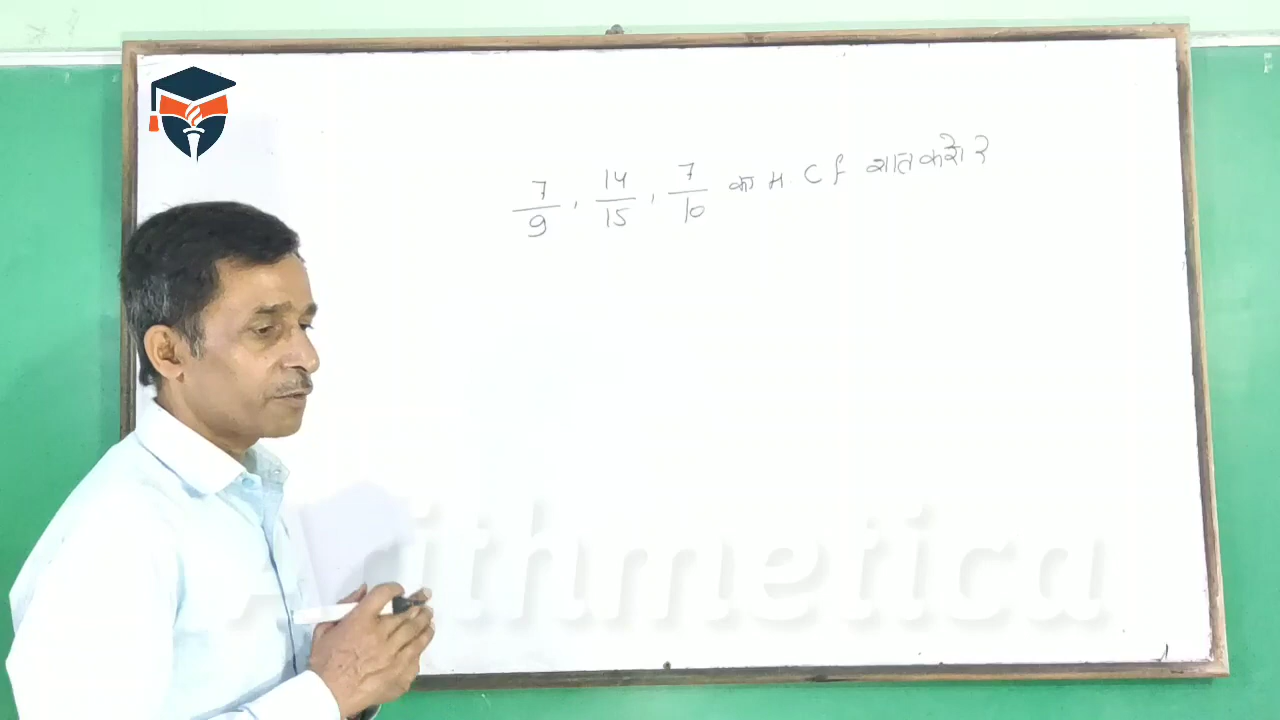 7/9 , 14/15 , 7/10 का H. C f ज्ञात करो ?
Arithmetica